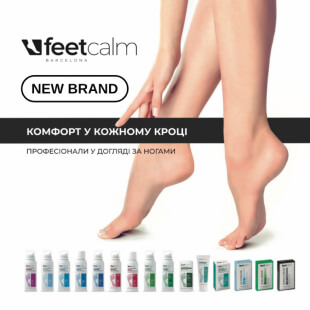 feetcalm
BARCELONA
NEW BRAND
КОМФОРТ У КОЖНОМУ КРОЦІ
ПРОФЕСІОНАЛИ У ДОГЛЯДІ ЗА НОГАМИ